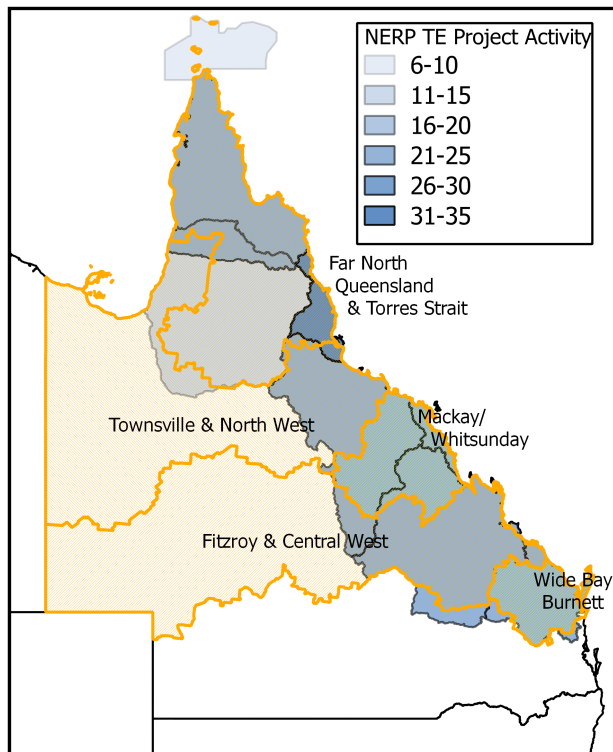 NERP TE Project Activity
6-10
11-15
16-20
21-25
26-30
31-35
Far North
Queensland
& Torres Strait
Townsville & North West
Mackay/
Whitsunday
Fitzroy & Central West
Wide Bay
Burnett